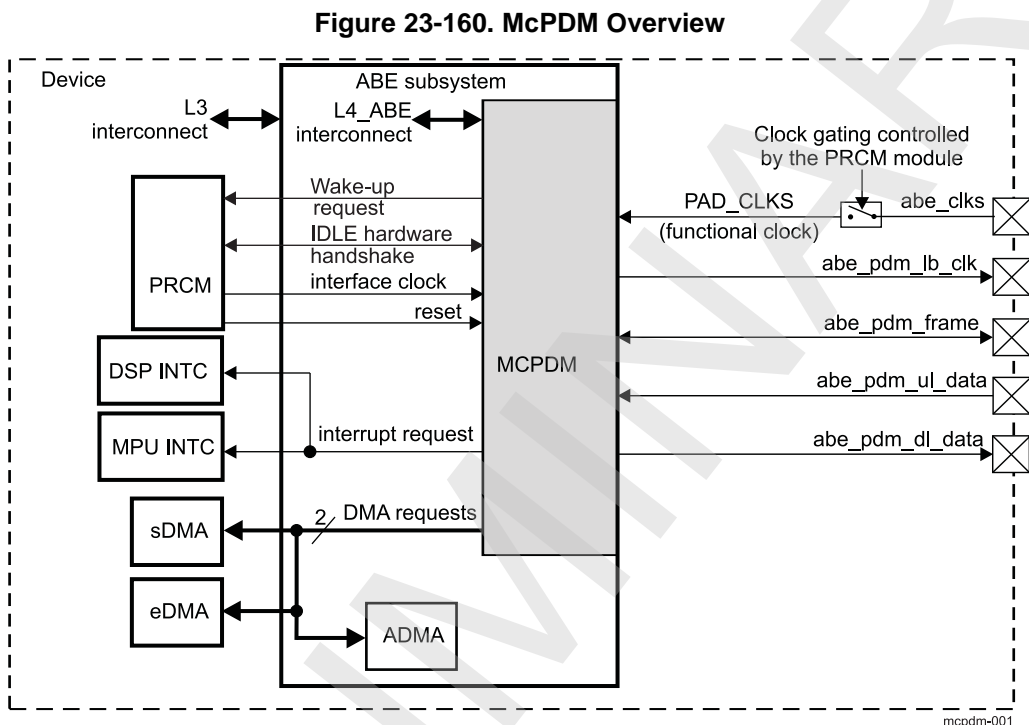 Figure 23-160. McPDM Overview
Device
ABE subsystem
L3
interconnect
L4_ABE
interconnect
Clock gating controlled
by the PRCM module
Wake-up
request
PAD_CLKS
(functional clock)
abe_clks
IDLE hardware
handshake
PRCM
interface clock
abe_pdm_lb_clk
reset
abe_pdm_frame
MCPDM
DSP INTC
abe_pdm_ul_data
MPU INTC
interrupt request
abe_pdm_dl_data
sDMA
2
DMA requests
eDMA
ADMA
mcpdm-001
IMINAR